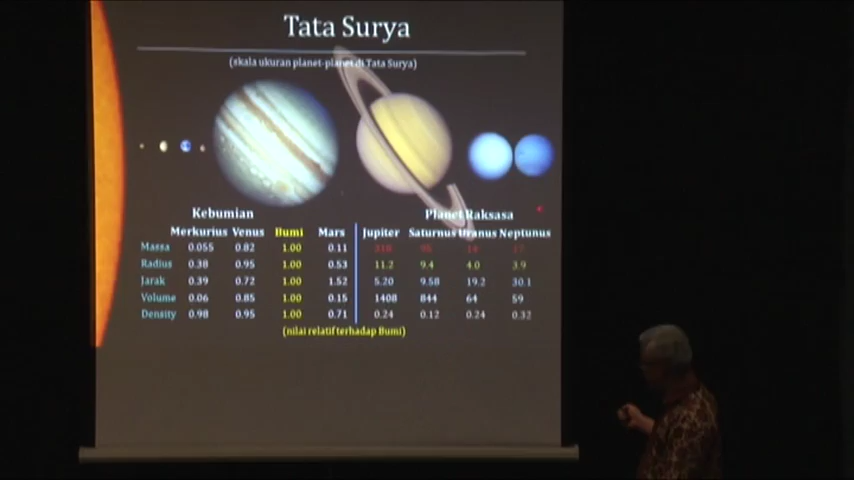 Tata Surya
(skala ukuran planet-planet di Tata Surya)
Kebumian Planet Raksasa
Merkurius Venus Bumi Mars Jupiter Saturnus Uranus Neptunus
Massa 0.055 0.82 1.00 0.11 318 95 14 17
Radius 0.38 0.95 1.00 0.53 11.2 9.4 4.0 3.9
Jarak 0.39 0.72 1.00 1.52 5.20 9.58 19.2 30.1
Volume 0.06 0.85 1.00 0.15 1408 844 64 59
Density 0.98 0.95 1.00 0.71 0.24 0.12 0.24 0.32
(nilai relatif terhadap Bumi)